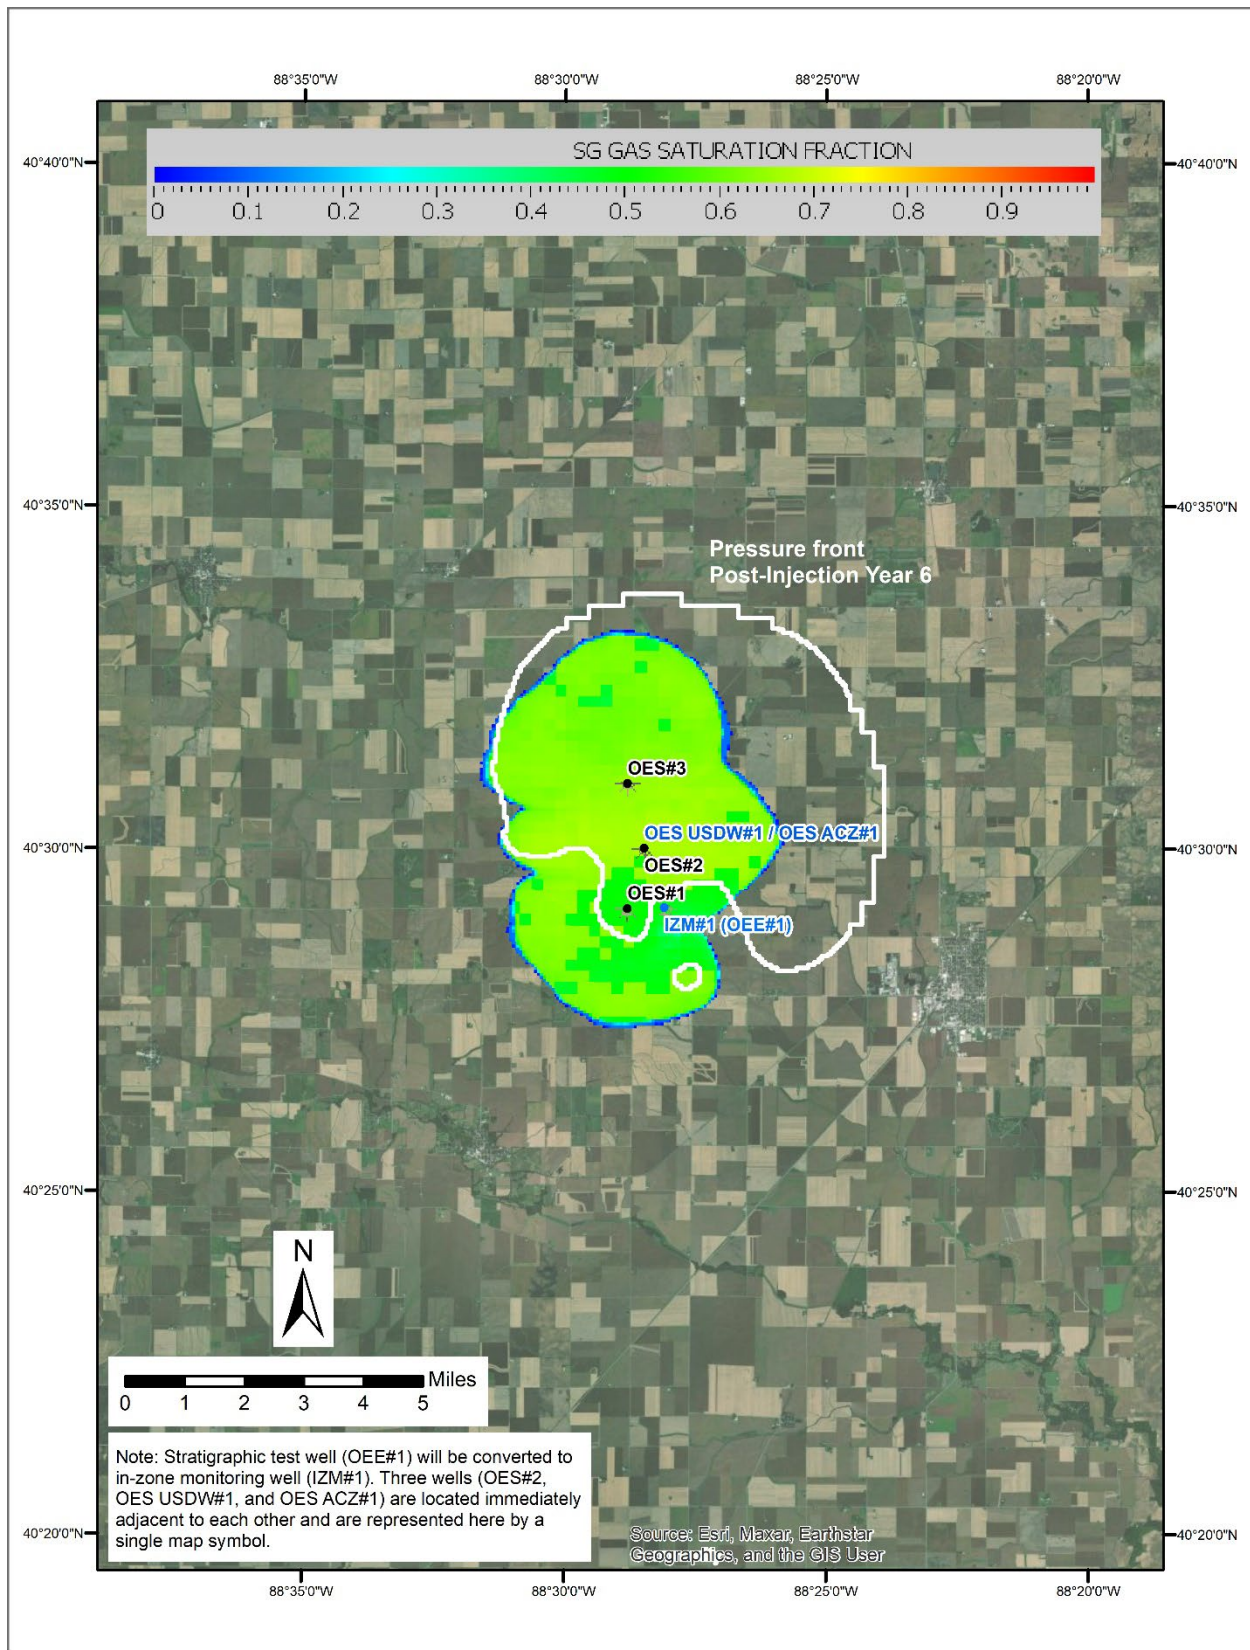 88°35'0"W 88°30'0"W 88°25'0"W 88°20'0"W
40°40'0"N 40°40'0"N
SG GAS SATURATION FRACTION
0 0.1 0.2 0.3 0.4 0.5 0.6 0.7 0.8 0.9
40°35'0"N 40°35'0"N
Pressure front
Post-Injection Year 6
OES#3
OES USDW#1 / OES ACZ#1
40°30'0"N 40°30'0"N
OES#2
OES#1
IZM#1 (OEE#1)
40°25'0"N 40°25'0"N
N
Miles
0 1 2 3 4 5
Note: Stratigraphic test well (OEE#1) will be converted to
in-zone monitoring well (IZM#1). Three wells (OES#2,
OES USDW#1, and OES ACZ#1) are located immediately
adjacent to each other and are represented here by a
single map symbol.
40°20'0"N 40°20'0"N
Source: Esri, Maxar, Earthstar
Geographics, and the GIS User
88°35'0"W 88°30'0"W 88°25'0"W 88°20'0"W